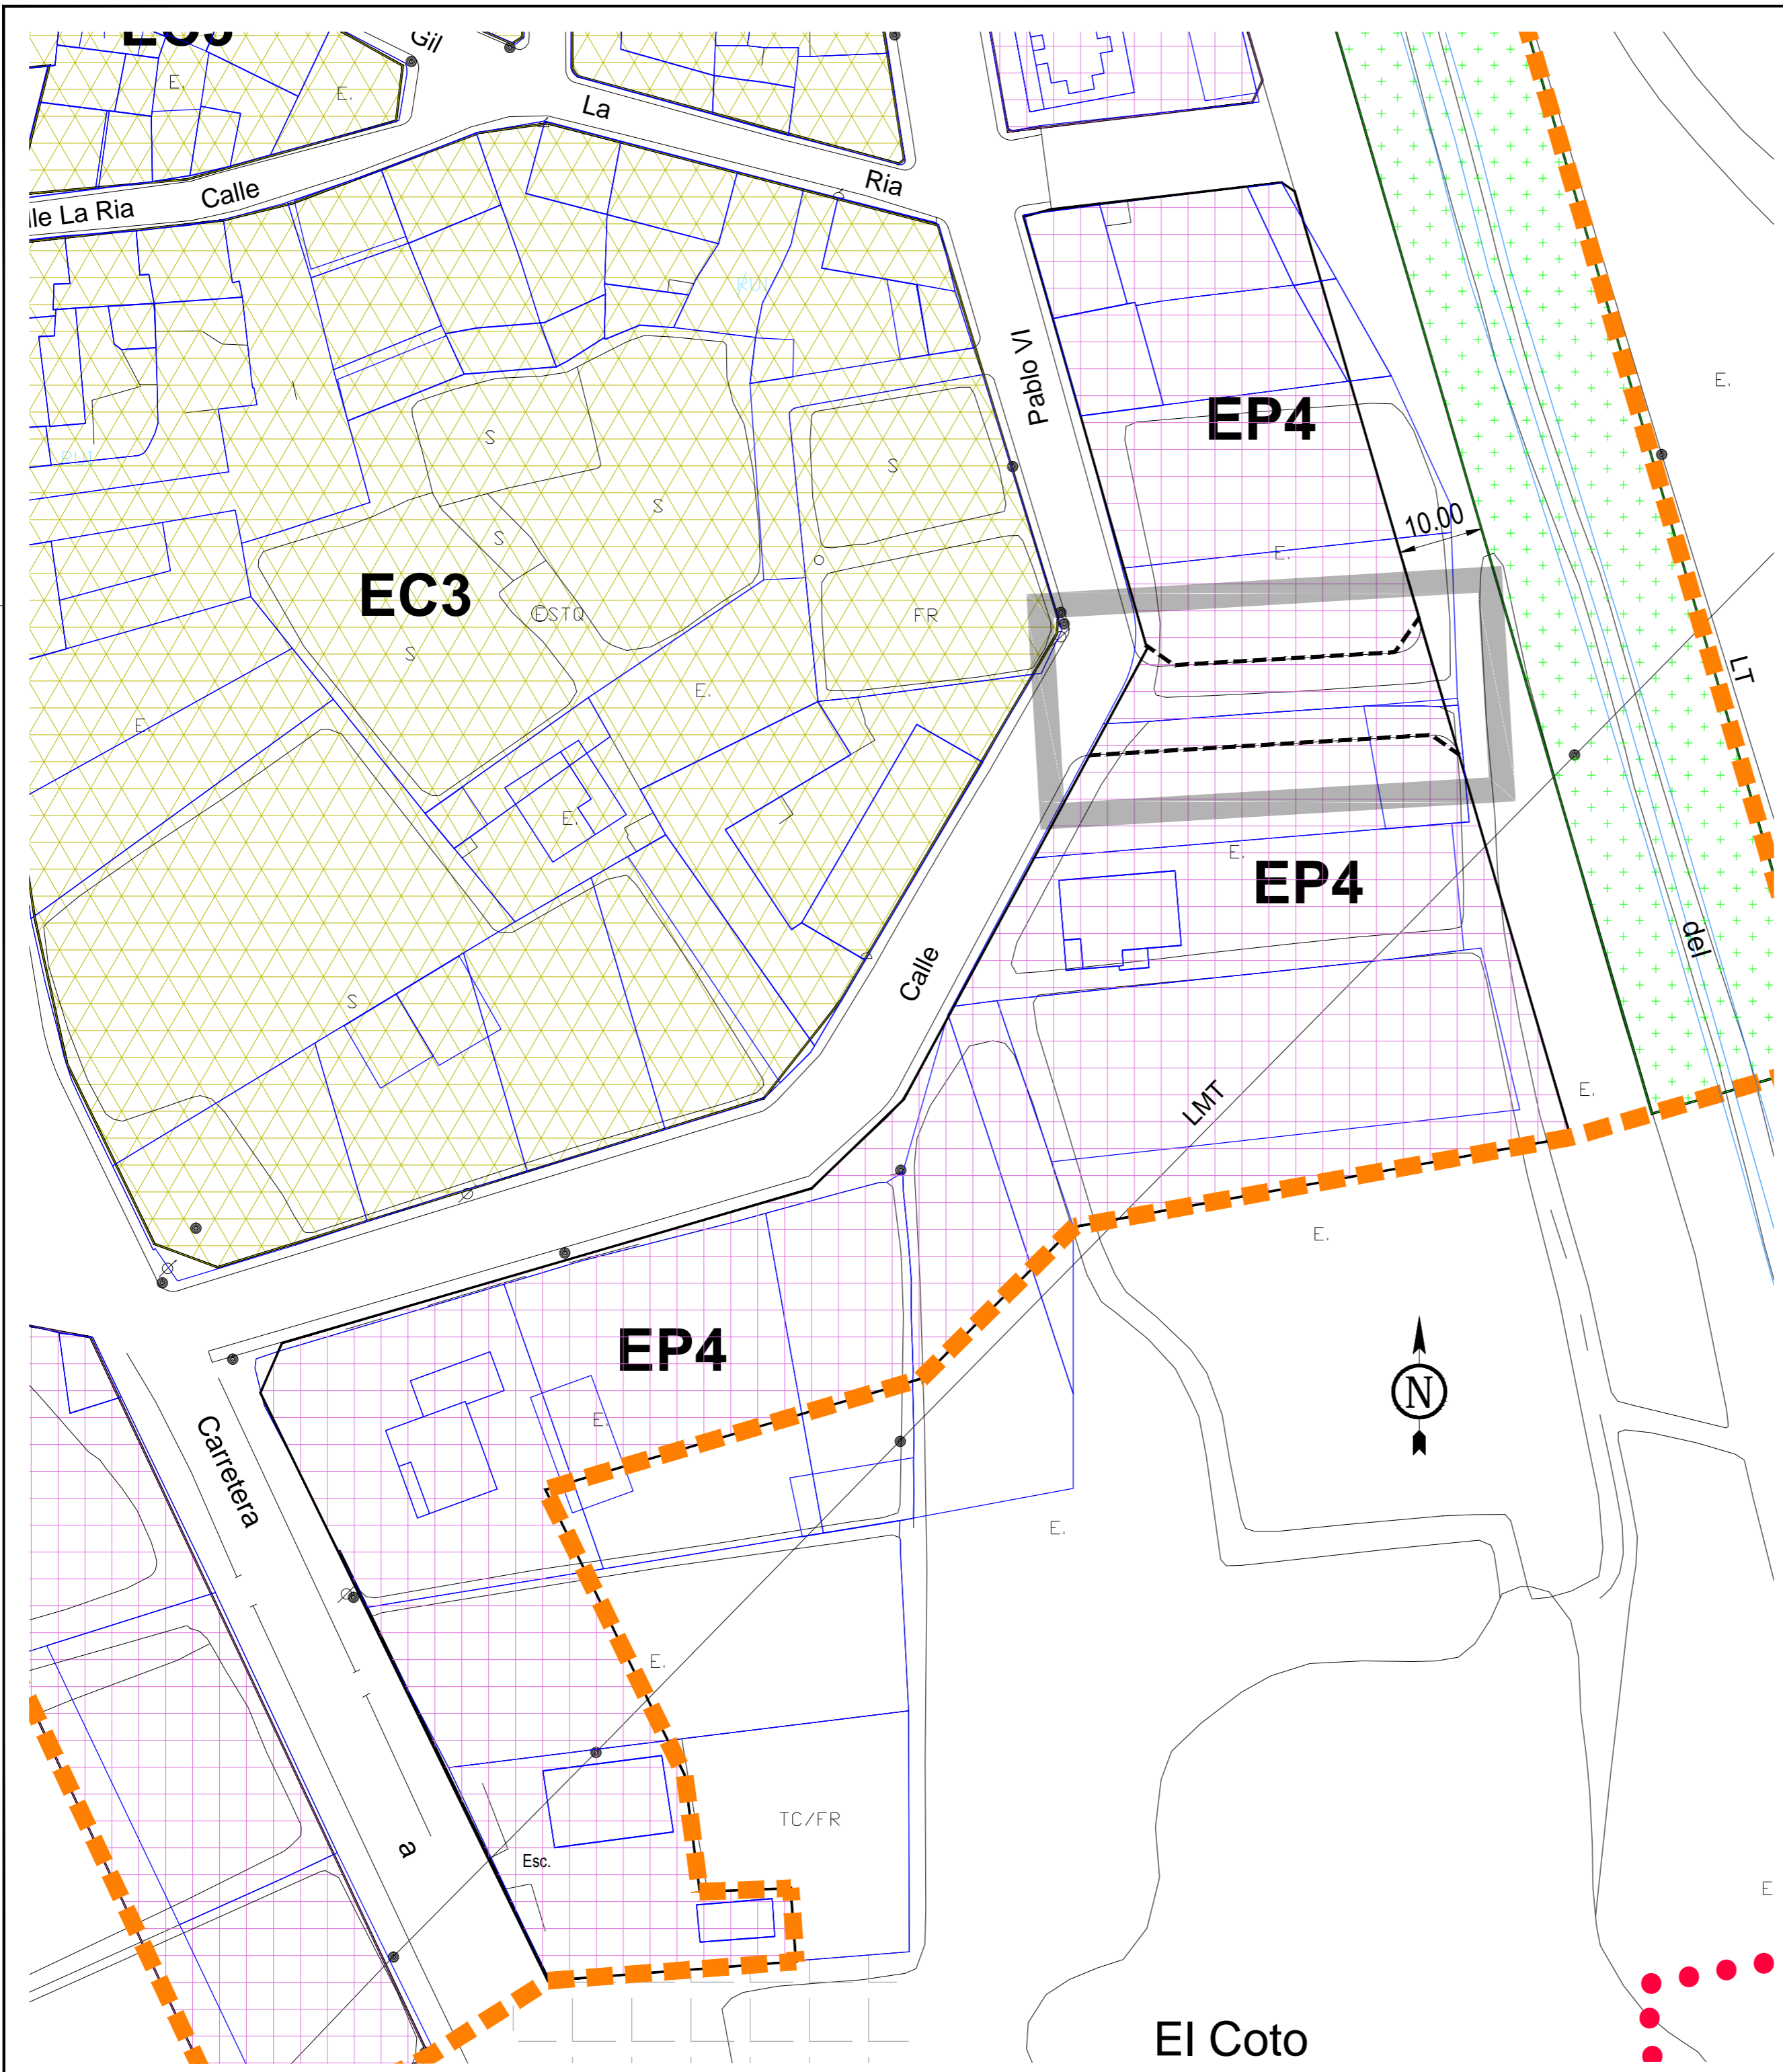 Gil
E.
E.
La
Ria
Calle
lle La Ria
Pablo VI
EP4
E.
S
S
S
S
10.00
E.
EC3
ESTQ
FR
S
E.
E.
LT
E.
E.
EP4
del
Calle
S
LMT
E.
E.
EP4
E.
N
Carretera
E.
E.
TC/FR
a
Esc.
E
El Coto